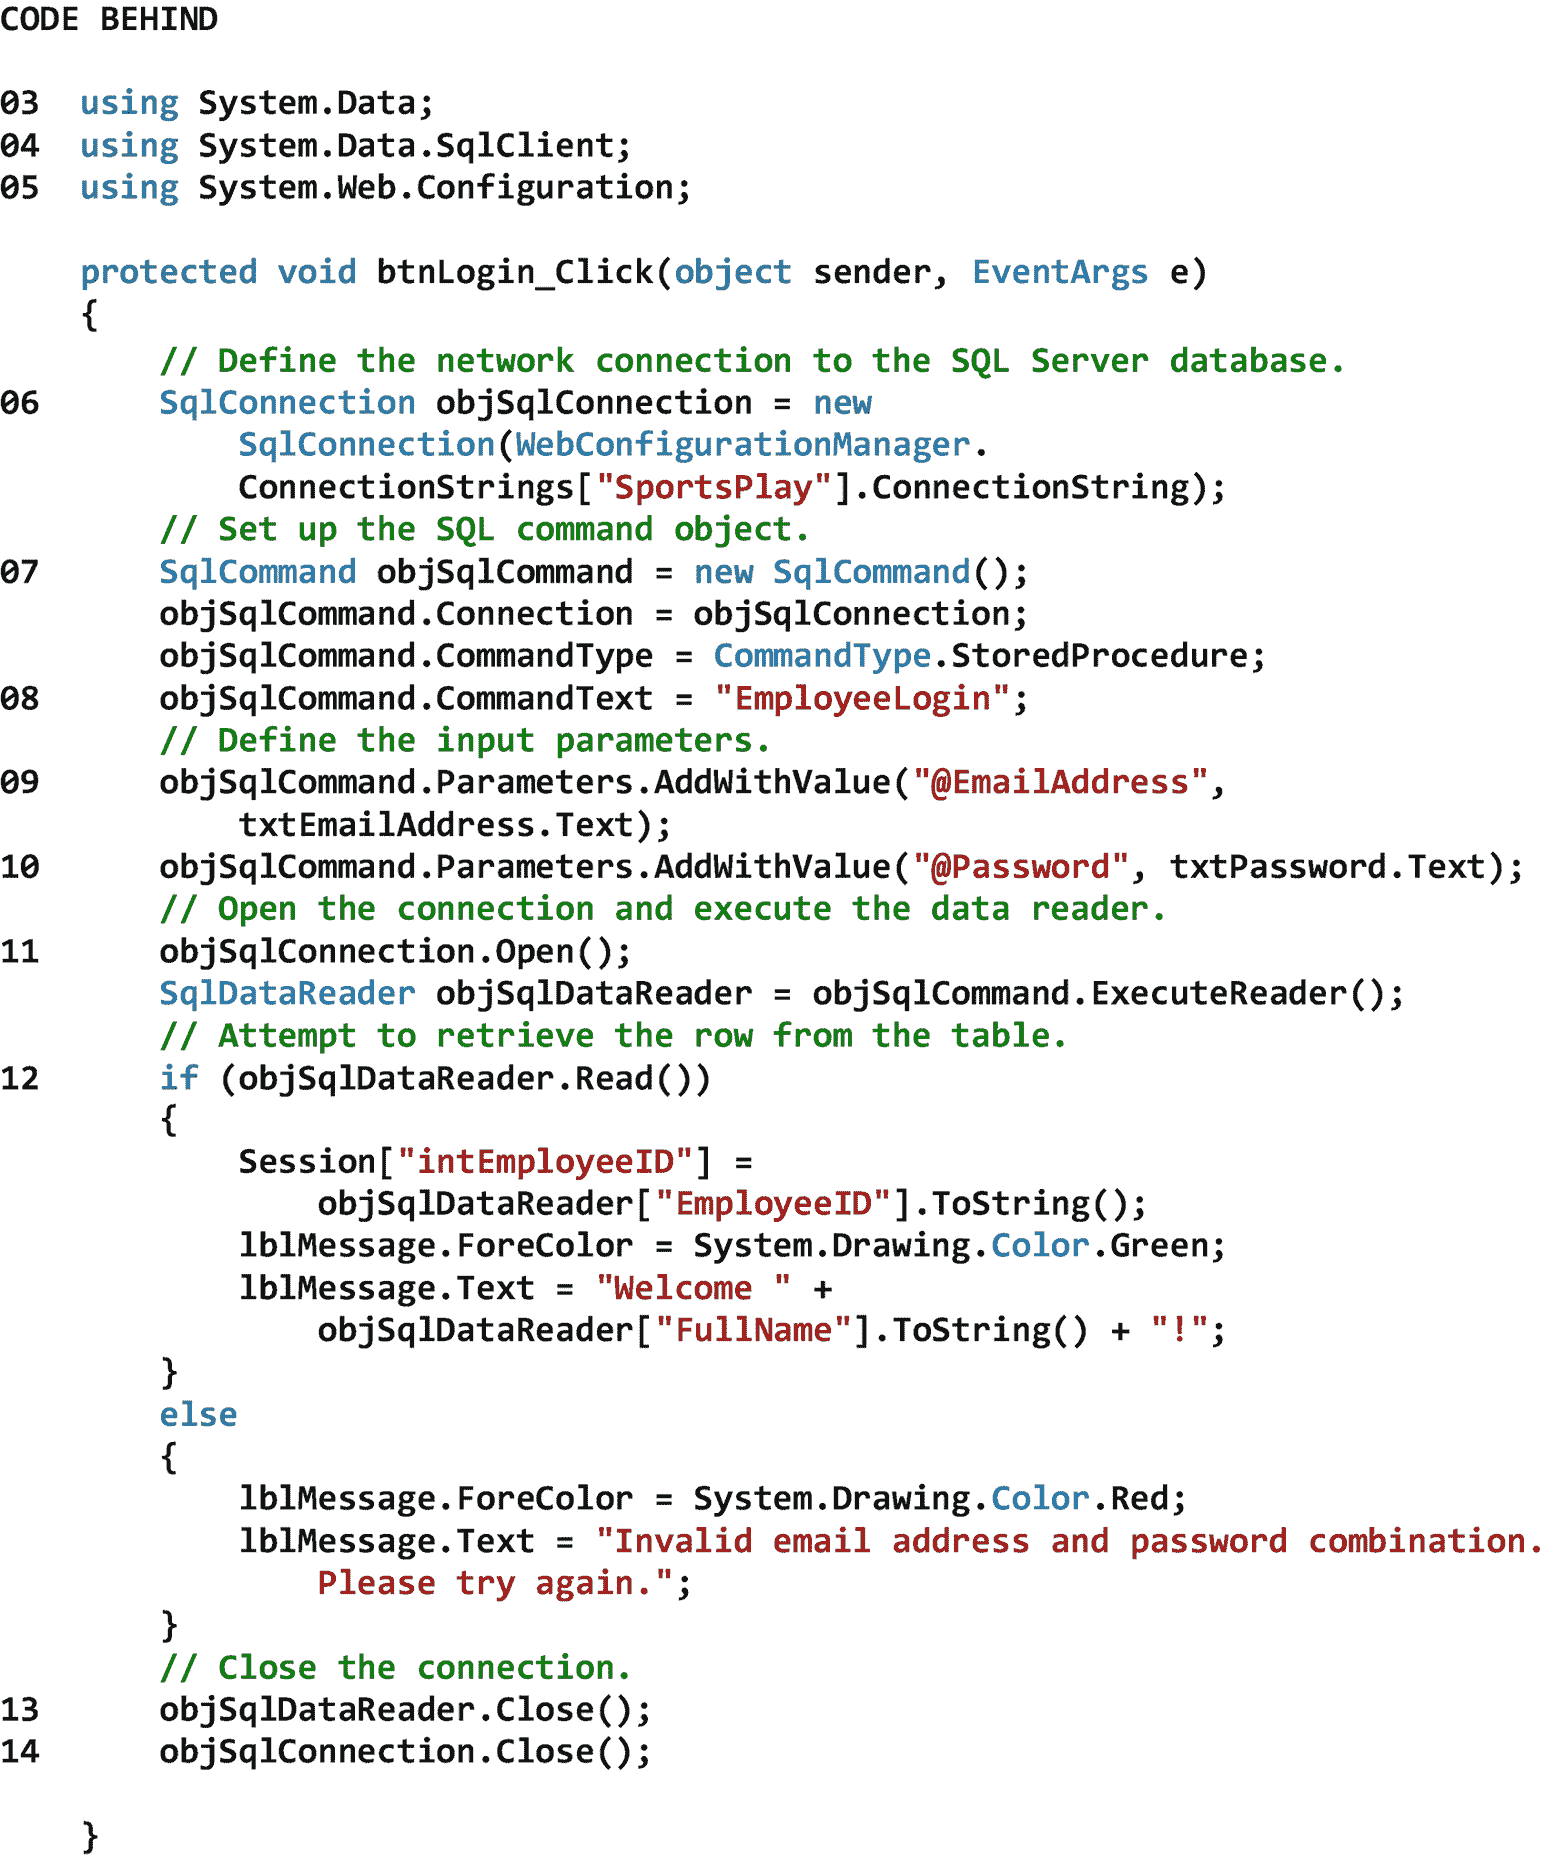 CODE BEHIND
03  using System.Data;
04  using System.Data.SqlClient;
05  using System.Web.Configuration;
    protected void btnLogin_Click(object sender, EventArgs e)
    {
        // Define the network connection to the SQL Server database.
06      SqlConnection objSqlConnection = new
            SqlConnection(WebConfigurationManager.
            ConnectionStrings["SportsPlay"].ConnectionString);
        // Set up the SQL command object.
07      SqlCommand objSqlCommand = new SqlCommand();
        objSqlCommand.Connection = objSqlConnection;
        objSqlCommand.CommandType = CommandType.StoredProcedure;
08      objSqlCommand.CommandText = "EmployeeLogin";
        // Define the input parameters.
09      objSqlCommand.Parameters.AddWithValue("@EmailAddress",
            txtEmailAddress.Text);
10      objSqlCommand.Parameters.AddWithValue("@Password", txtPassword.Text);
        // Open the connection and execute the data reader.
11      objSqlConnection.Open();
        SqlDataReader objSqlDataReader = objSqlCommand.ExecuteReader();
        // Attempt to retrieve the row from the table.
12      if (objSqlDataReader.Read())
        {
            Session["intEmployeeID"] =
                objSqlDataReader["EmployeeID"].ToString();
            lblMessage.ForeColor = System.Drawing.Color.Green;
            lblMessage.Text = "Welcome " +
                objSqlDataReader["FullName"].ToString() + "!";
        }
        else
        {
            lblMessage.ForeColor = System.Drawing.Color.Red;
            lblMessage.Text = "Invalid email address and password combination.
                Please try again.";
        }
        // Close the connection.
13      objSqlDataReader.Close();
14      objSqlConnection.Close();
    }